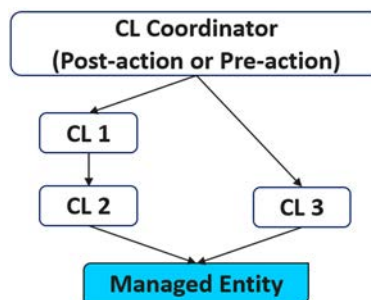 CL Coordinator
(Post-action or Pre-action)
CL 1
CL 2
CL 3
Managed Entity